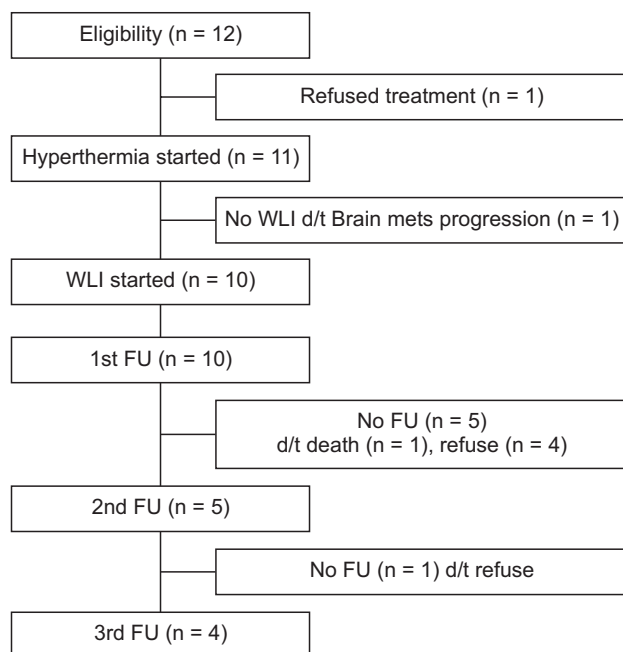 Eligibility (n = 12)
Refused treatment (n = 1)
Hyperthermia started (n = 11)
No WLI d/t Brain mets progression (n = 1)
WLI started (n = 10)
1st FU (n = 10)
No FU (n = 5)
d/t death (n = 1), refuse (n = 4)
2nd FU (n = 5)
No FU (n = 1) d/t refuse
3rd FU (n = 4)